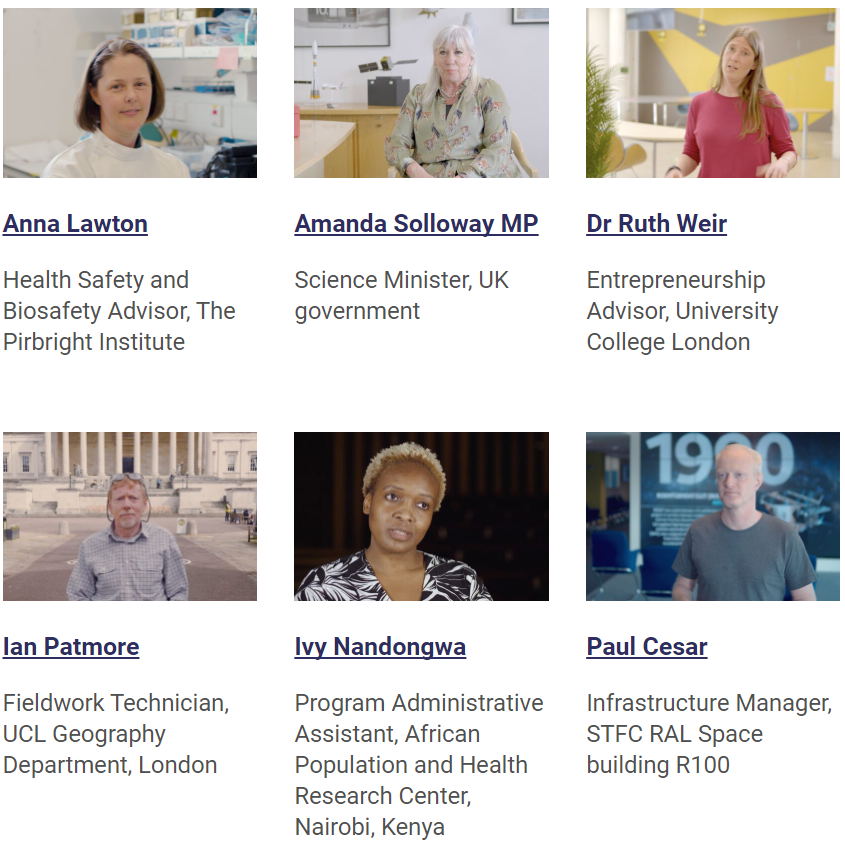 Anna Lawton
Health Safety and
Biosafety Advisor, The
Pirbright Institute
Amanda Solloway MP
Science Minister, UK
government
Dr Ruth Weir
Entrepreneurship
Advisor, University
College London
1990
Ian Patmore
Fieldwork Technician,
UCL Geography
Department, London
Ivy Nandongwa
Program Administrative
Assistant, African
Population and Health
Research Center,
Nairobi, Kenya
Paul Cesar
Infrastructure Manager,
STFC RAL Space
building R100